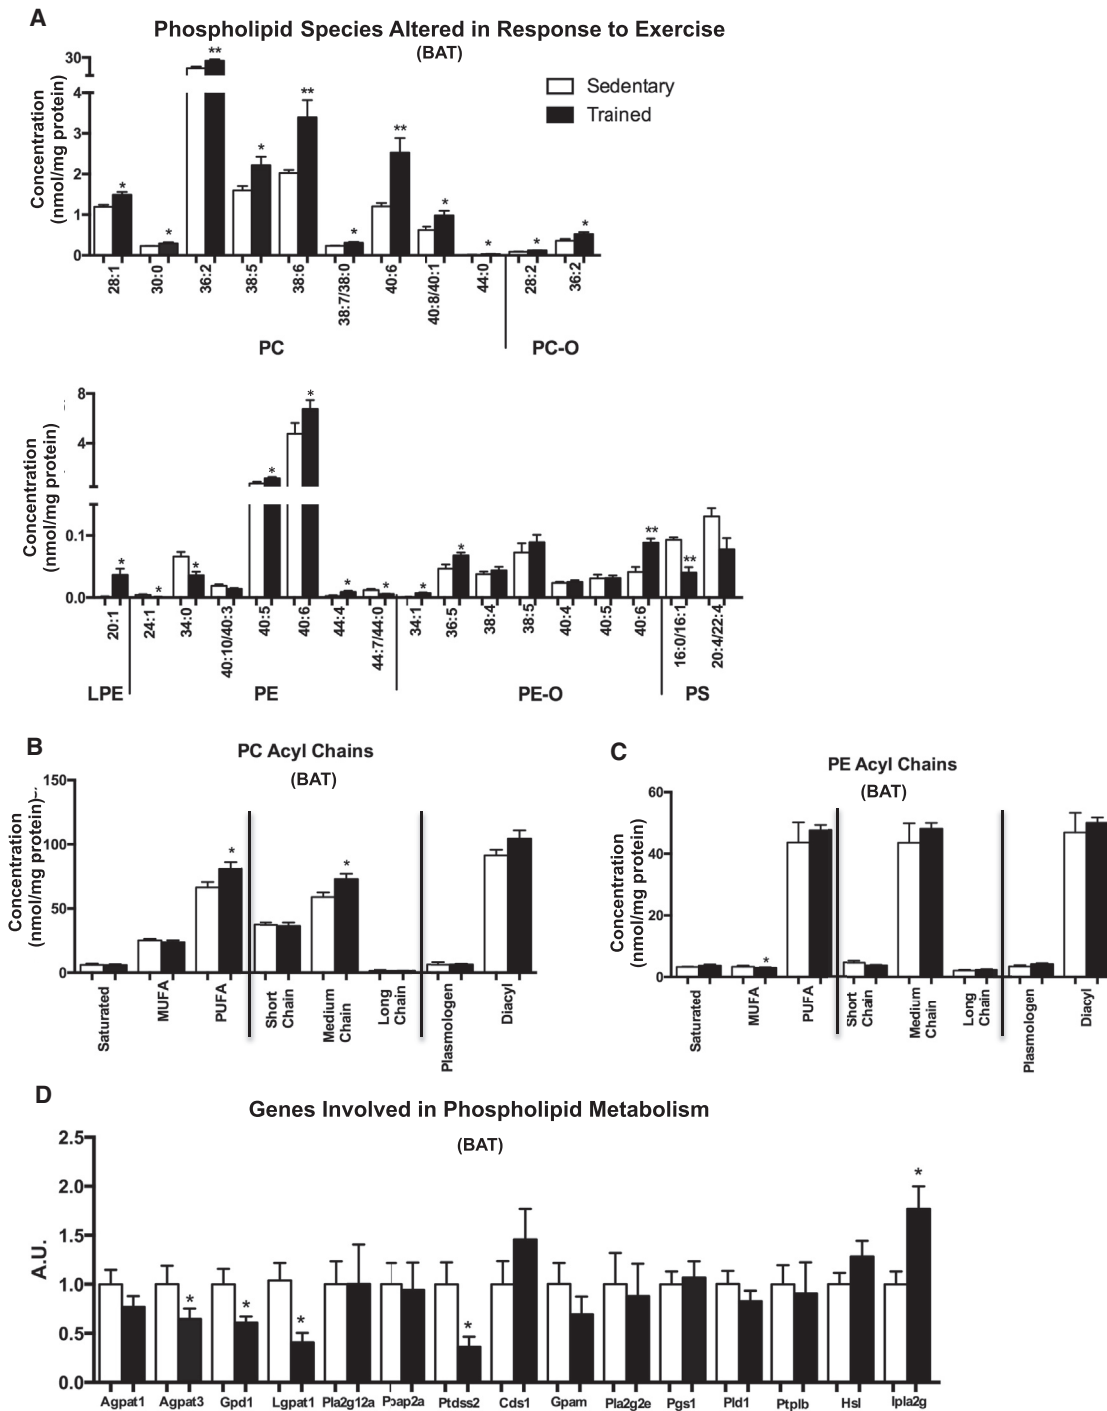 A
Phospholipid Species Altered in Response to Exercise
(BAT)
Sedentary
Trained
Concentration
(nmol/mg protein)
30
4
3
2
1
0
** * ** * ** * * * * * *
28:1 30:0 36:2 38:5 38:6 38:7/38:0 40:6 40:8/40:1 44:0 28:2 36:2
PC PC-O
Concentration
(nmol/mg protein)
8
4
0.1
0.0
* * * * * * * * * ** **
20:1 24:1 34:0 40:10/40:3 40:5 40:6 44:4 44:7/44:0 34:1 36:5 38:4 38:5 40:4 40:5 40:6 16:0/16:1 20:4/22:4
LPE PE PE-O PS
B
PC Acyl Chains
(BAT)
Concentration
(nmol/mg protein)
150
100
50
0
* *
Saturated MUFA PUFA Short Chain Medium Chain Long Chain Plasmologen Diacyl
C
PE Acyl Chains
(BAT)
Concentration
(nmol/mg protein)
60
40
20
0
*
Saturated MUFA PUFA Short Chain Medium Chain Long Chain Plasmologen Diacyl
D
Genes Involved in Phospholipid Metabolism
(BAT)
A.U.
2.5
2.0
1.5
1.0
0.5
0.0
* * * * *
Agpat1 Agpat3 Gpd1 Lgpat1 Pla2g12a Ppap2a Ptdss2 Cds1 Gpam Pla2g2e Pgs1 Pld1 Ptplb Hsl Ipla2g